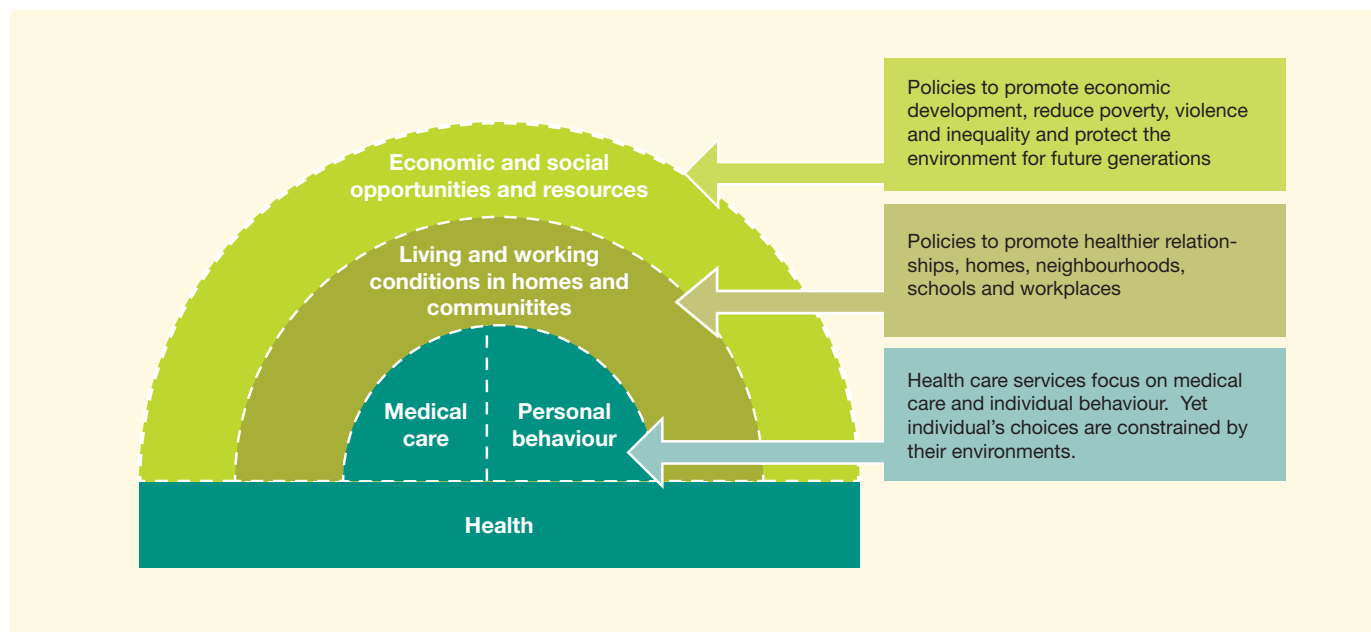 Economic and social
opportunities and resources
Living and working
conditions in homes and
communitites
Medical
care
Personal
behaviour
Health
Policies to promote economic
development, reduce poverty, violence
and inequality and protect the
environment for future generations
Policies to promote healthier relation-
ships, homes, neighbourhoods,
schools and workplaces
Health care services focus on medical
care and individual behaviour.  Yet
individual's choices are constrained by
their environments.